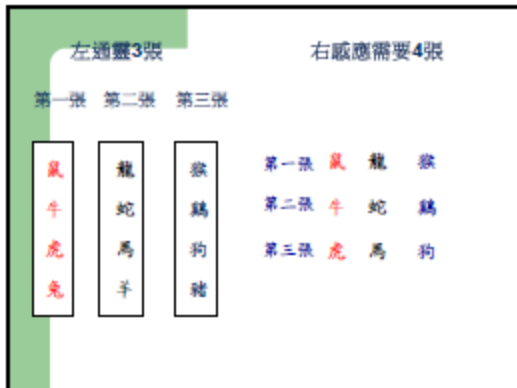 左通靈3張
右感應需要4張
第一張 第二張 第三張
鼠 龍 猴
牛 蛇 鷄
虎 馬 狗
兔 羊 豬
第一張 鼠 龍 猴
第二張 牛 蛇 鷄
第三張 虎 馬 狗